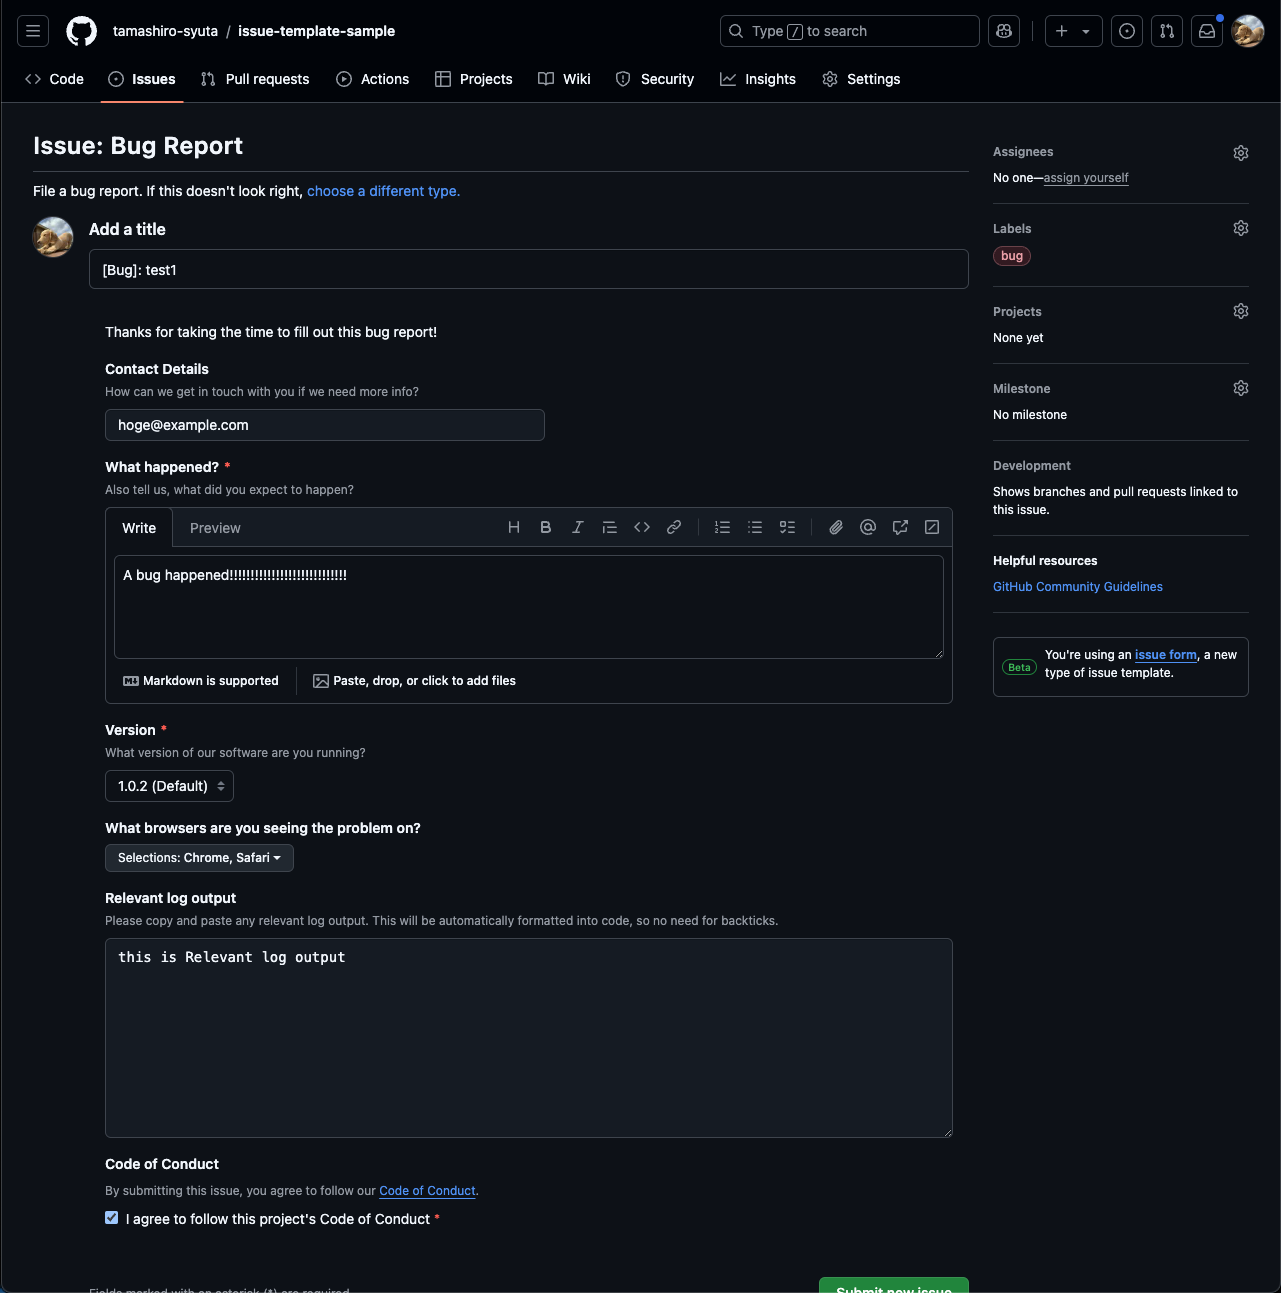 tamashiro-syuta / issue-template-sample
Type / to search
Code Issues Pull requests Actions Projects Wiki Security Insights Settings
Issue: Bug Report
File a bug report. If this doesn't look right, choose a different type.
Add a title
[Bug]: test1
Thanks for taking the time to fill out this bug report!
Contact Details
How can we get in touch with you if we need more info?
hoge@example.com
What happened? *
Also tell us, what did you expect to happen?
Write Preview
A bug happened!!!!!!!!!!!!!!!!!!!!!!!!!!!!
Markdown is supported
Paste, drop, or click to add files
Version *
What version of our software are you running?
1.0.2 (Default)
What browsers are you seeing the problem on?
Selections: Chrome, Safari
Relevant log output
Please copy and paste any relevant log output. This will be automatically formatted into code, so no need for backticks.
this is Relevant log output
Code of Conduct
By submitting this issue, you agree to follow our Code of Conduct.
I agree to follow this project's Code of Conduct *
Fields marked with an asterisk (*) are required.
Submit new issue
Assignees
No one—assign yourself
Labels
bug
Projects
None yet
Milestone
No milestone
Development
Shows branches and pull requests linked to
this issue.
Helpful resources
GitHub Community Guidelines
Beta
You're using an issue form, a new
type of issue template.